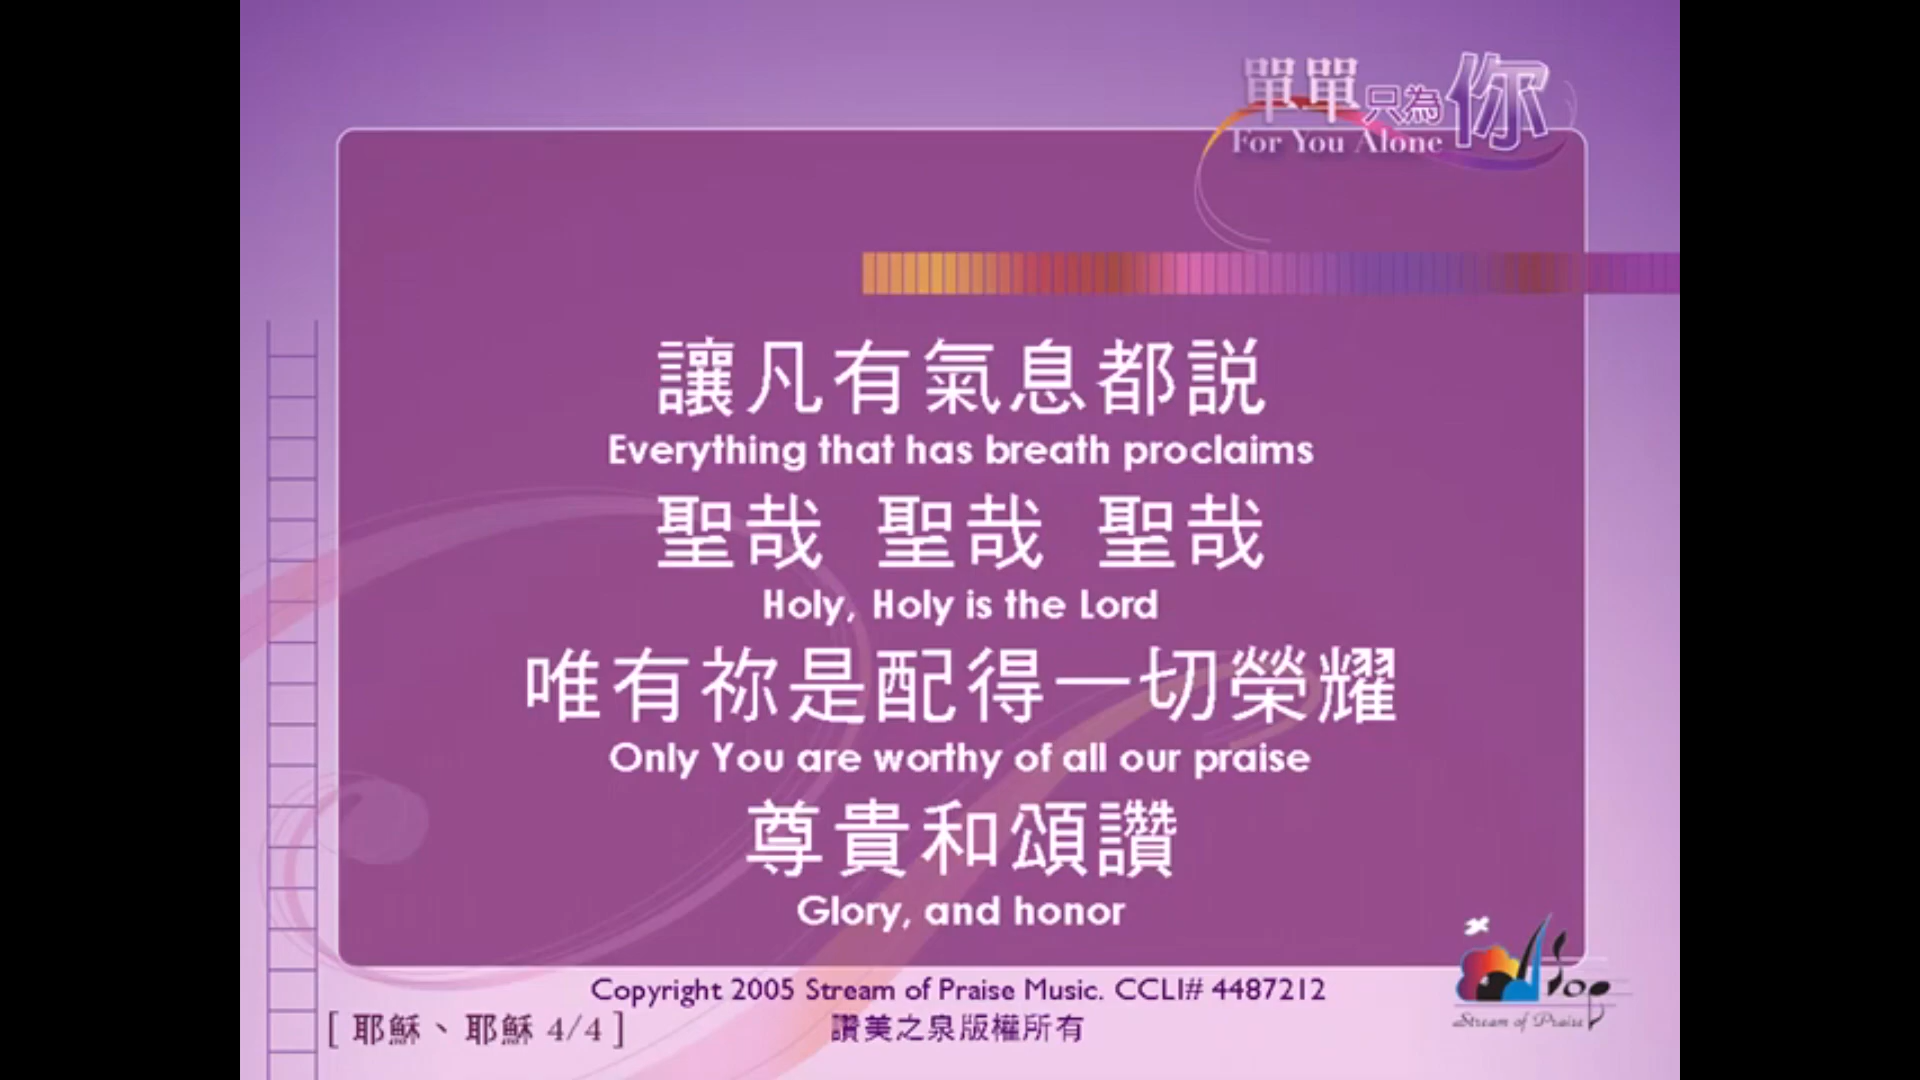 單單只為你
For You Alone
讓凡有氣息都説
Everything that has breath proclaims
聖哉 聖哉 聖哉
Holy, Holy is the Lord
唯有祢是配得一切榮耀
Only You are worthy of all our praise
尊貴和頌讚
Glory, and honor
Copyright 2005 Stream of Praise Music. CCLI# 4487212
[ 耶穌、耶穌 4/4 ]
讚美之泉版權所有
sop
Stream of Praise